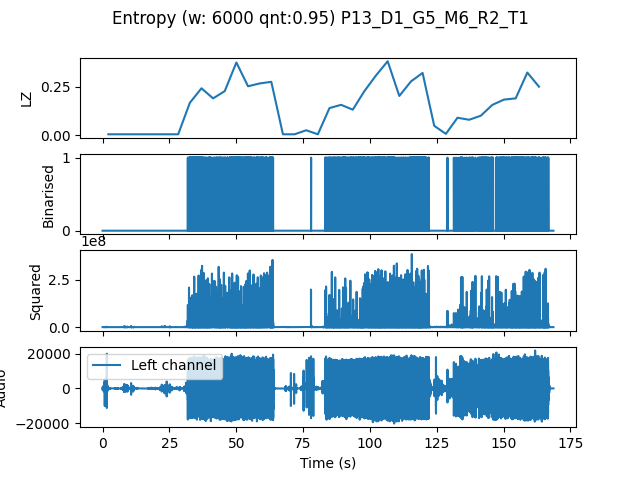 Entropy (w: 6000 qnt:0.95) P13_D1_G5_M6_R2_T1
LZ
0.25
0.00
Binarised
1
0
1e8
Squared
2.5
0.0
Audio
20000
0
−20000
Left channel
0 25 50 75 100 125 150 175
Time (s)